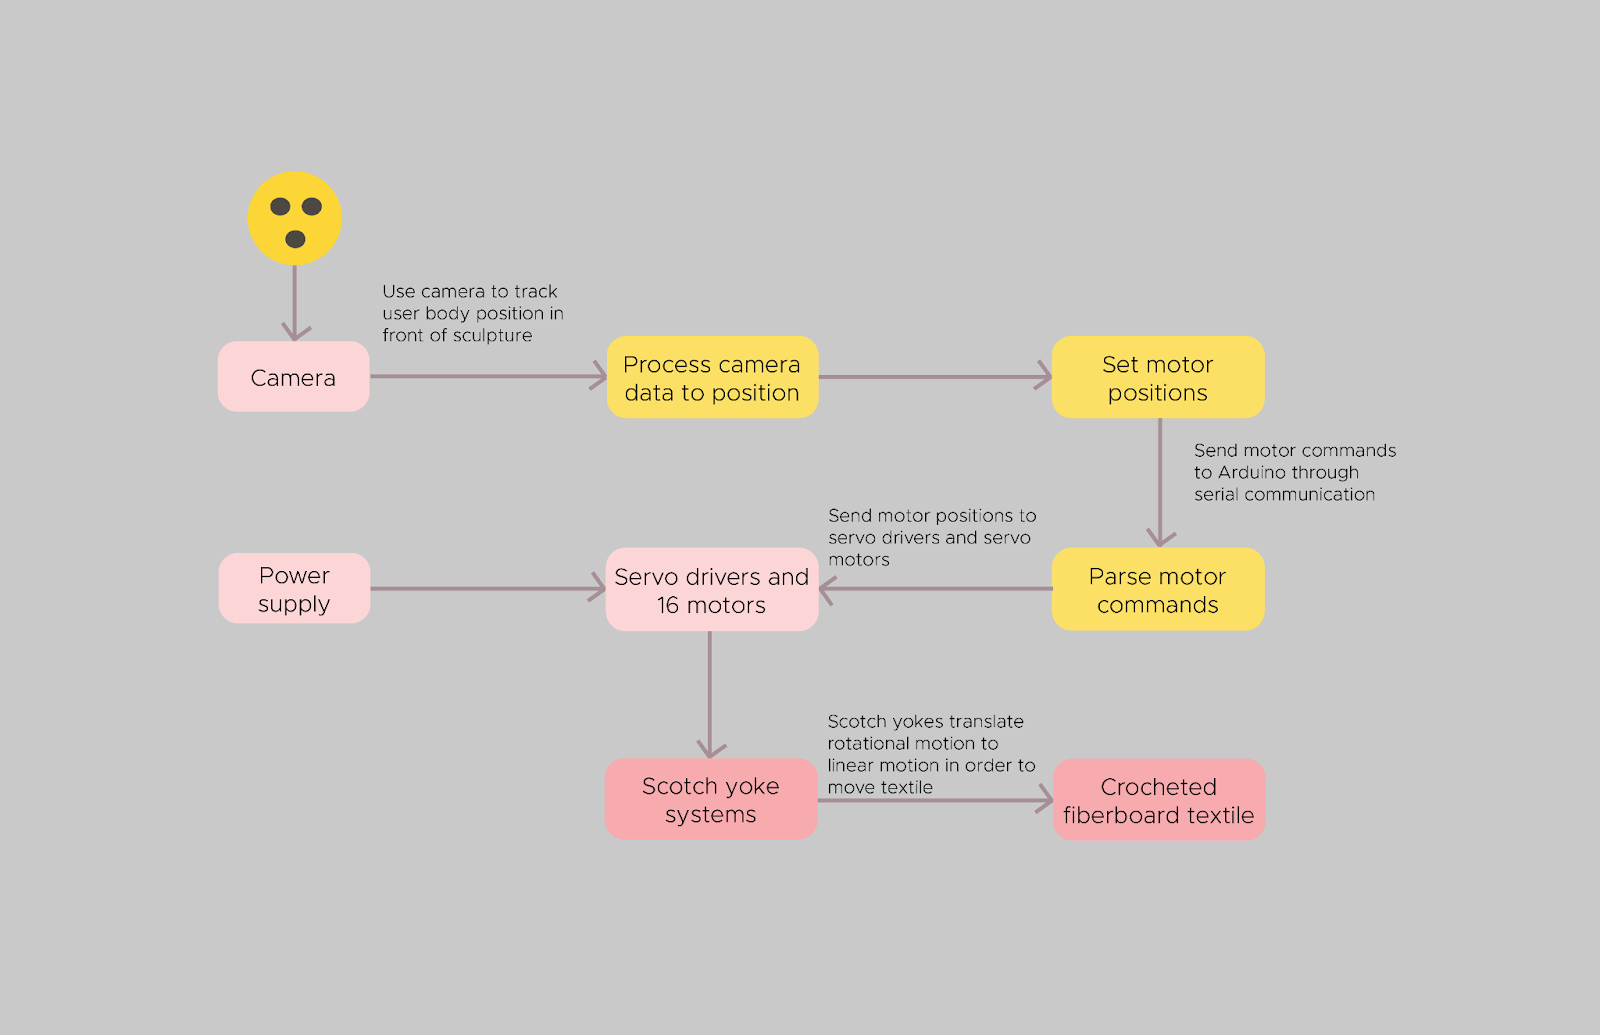 Use camera to track
user body position in
front of sculpture
Camera
Process camera
data to position
Set motor
positions
Send motor commands
to Arduino through
serial communication
Send motor positions to
servo drivers and servo
motors
Power
supply
Servo drivers and
16 motors
Parse motor
commands
Scotch yokes translate
rotational motion to
linear motion in order to
move textile
Scotch yoke
systems
Crocheted
fiberboard textile